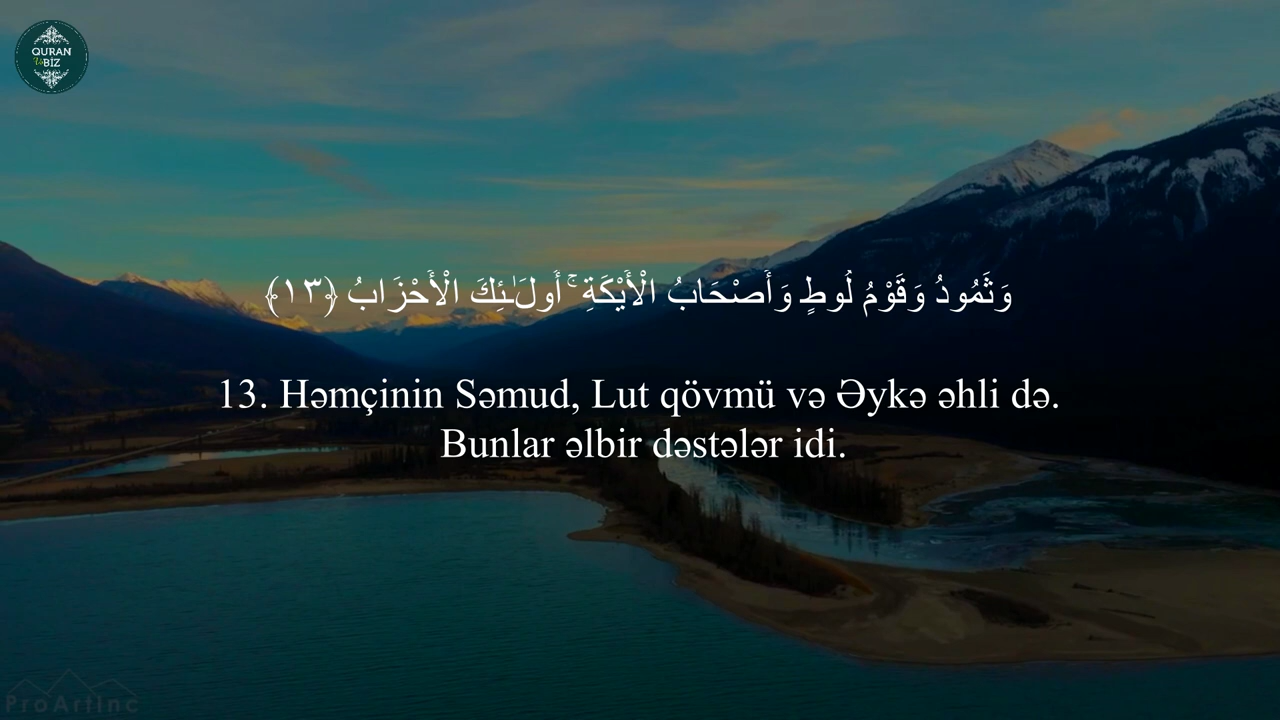 QURAN
Və
BİZ
وَثَمُودُ وَقَوْمُ لُوطٍ وَأَصْحَابُ الْأَيْكَةِ ۚ أُولَـٰئِكَ الْأَحْزَابُ ﴿١٣﴾
13. Həmçinin Səmud, Lut qövmü və Əykə əhli də.
Bunlar əlbir dəstələr idi.
ProArtInc